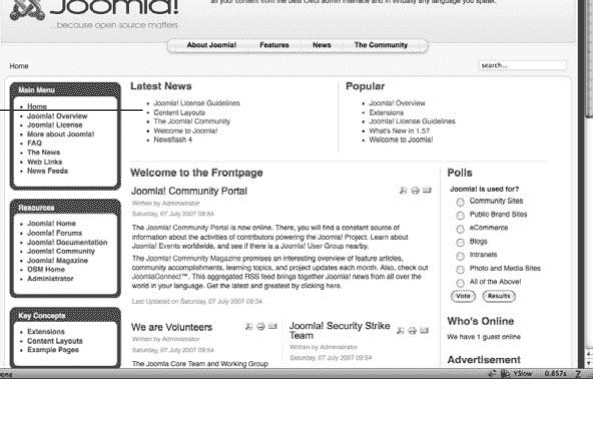 all your content from the best CMS admin interface and in virtually any language you speak.
Joomla!
...because open source matters
About Joomla! Features News The Community
Home
search...
Main Menu
Home
Joomla! Overview
Joomla! License
More about Joomla!
FAQ
The News
Web Links
News Feeds
Resources
Joomla! Home
Joomla! Forums
Joomla! Documentation
Joomla! Community
Joomla! Magazine
OSM Home
Administrator
Key Concepts
Extensions
Content Layouts
Example Pages
Latest News
Joomla! License Guidelines
Content Layouts
The Joomla! Community
Welcome to Joomla!
Newsflash 4
Popular
Joomla! Overview
Extensions
Joomla! License Guidelines
What's New in 1.5?
Welcome to Joomla!
Welcome to the Frontpage
Joomla! Community Portal
Written by Administrator
Saturday, 07 July 2007 09:54
The Joomla! Community Portal is now online. There, you will find a constant source of
information about the activities of contributors powering the Joomla! Project. Learn about
Joomla! Events worldwide, and see if there is a Joomla! User Group nearby.
The Joomla! Community Magazine promises an interesting overview of feature articles,
community accomplishments, learning topics, and project updates each month. Also, check out
JoomlaConnect™. This aggregated RSS feed brings together Joomla! news from all over the
world in your language. Get the latest and greatest by clicking here.
Last Updated on Saturday, 07 July 2007 09:54
We are Volunteers
Written by Administrator
Saturday, 07 July 2007 09:54
The Joomla Core Team and Working Group
Joomla! Security Strike
Team
Written by Administrator
Saturday, 07 July 2007 09:54
Polls
Joomla! is used for?
Community Sites
Public Brand Sites
eCommerce
Blogs
Intranets
Photo and Media Sites
All of the Above!
Vote Results
Who's Online
We have 1 guest online
Advertisement
YSlow 0.857s